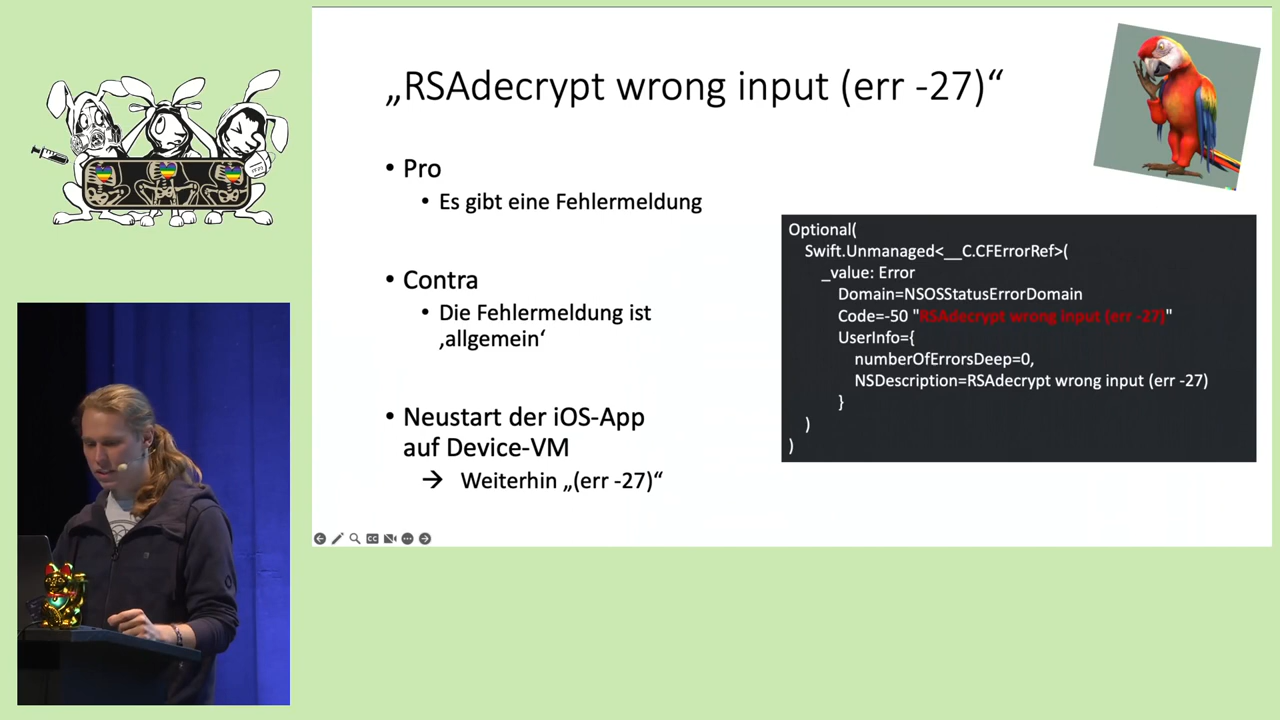 „RSAdecrypt wrong input (err -27)“
• Pro
• Es gibt eine Fehlermeldung
• Contra
• Die Fehlermeldung ist
‚allgemein‘
• Neustart der iOS-App
auf Device-VM
→ Weiterhin „(err -27)“
Optional(
Swift.Unmanaged<__C.CFErrorRef>(
_value: Error
Domain=NSOSStatusErrorDomain
Code=-50 "RSAdecrypt wrong input (err -27)"
UserInfo={
numberOfErrorsDeep=0,
NSDescription=RSAdecrypt wrong input (err -27)
}
)
)
CC